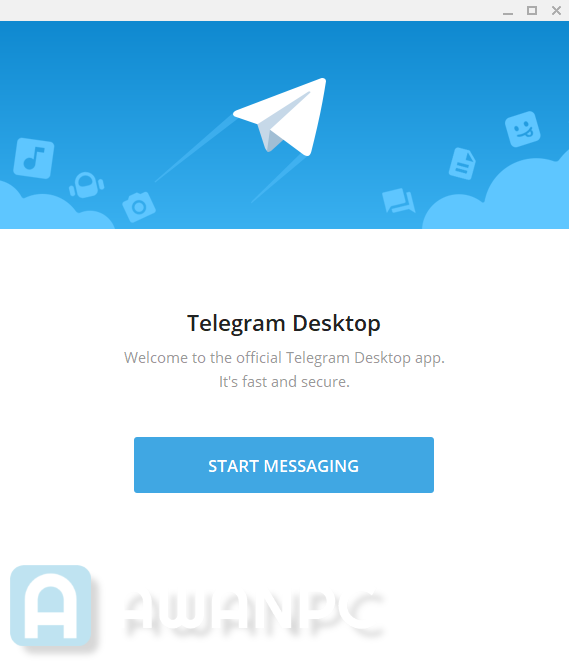 Telegram Desktop
Welcome to the official Telegram Desktop app.
It's fast and secure.
START MESSAGING
AWANPC